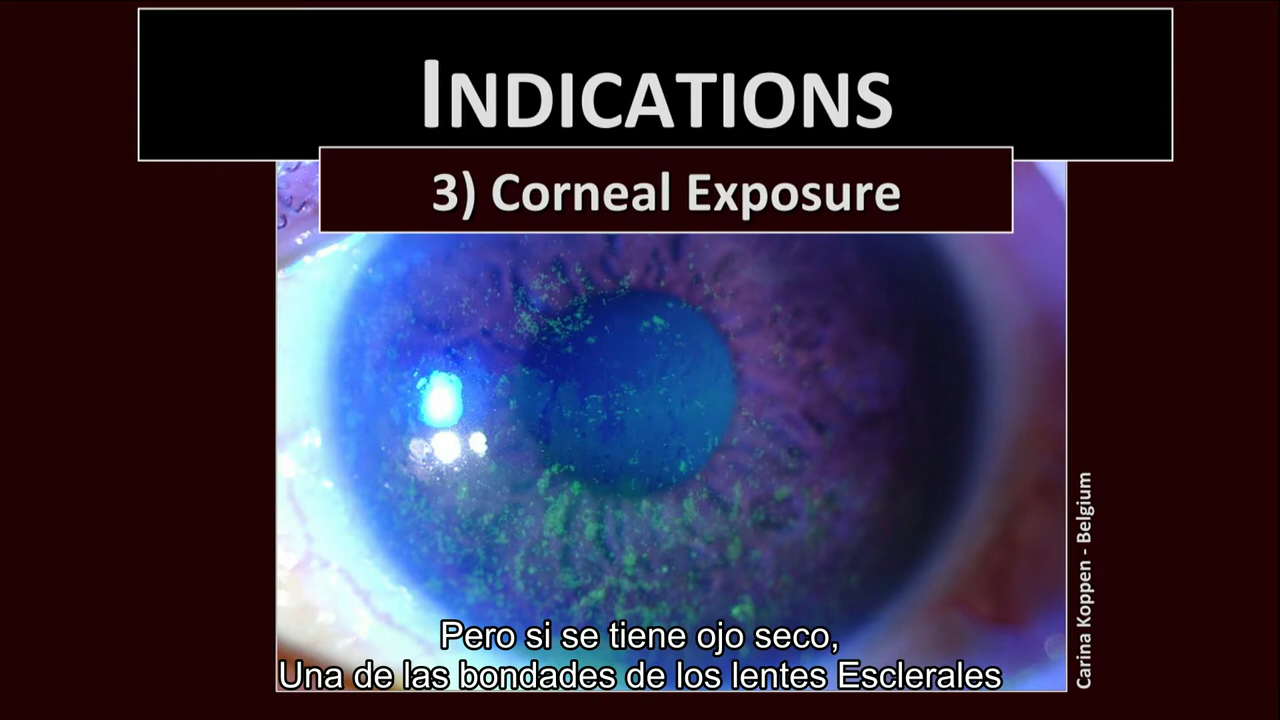 INDICATIONS
3) Corneal Exposure
Carina Koppen - Belgium
Pero si se tiene ojo seco,
Una de las bondades de los lentes Esclerales